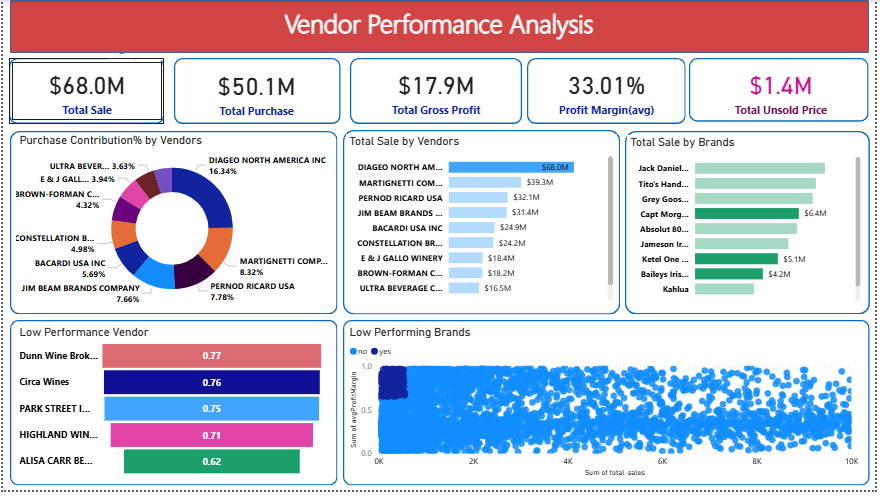 Vendor Performance Analysis
$68.0M
Total Sale
$50.1M
Total Purchase
$17.9M
Total Gross Profit
33.01%
Profit Margin(avg)
$1.4M
Total Unsold Price
Purchase Contribution% by Vendors
DIAGEO NORTH AMERICA INC
16.34%
MARTIGNETTI COMP...
8.32%
PERNOD RICARD USA
7.78%
JIM BEAM BRANDS COMPANY
7.66%
BACARDI USA INC
5.69%
CONSTELLATION B...
4.98%
BROWN-FORMAN C...
4.32%
E & J GALL... 3.94%
ULTRA BEVER... 3.63%
Total Sale by Vendors
DIAGEO NORTH AM... $68.0M
MARTIGNETTI COM... $39.3M
PERNOD RICARD USA $32.1M
JIM BEAM BRANDS ... $31.4M
BACARDI USA INC $24.9M
CONSTELLATION BR... $24.2M
E & J GALLO WINERY $18.4M
BROWN-FORMAN C... $18.2M
ULTRA BEVERAGE C... $16.5M
Total Sale by Brands
Jack Daniel...
Tito's Hand...
Grey Goos...
Capt Morg... $6.4M
Absolut 80...
Jameson Ir...
Ketel One ... $5.1M
Baileys Iris... $4.2M
Kahlua
Low Performance Vendor
Dunn Wine Brok... 0.77
Circa Wines 0.76
PARK STREET I... 0.75
HIGHLAND WIN... 0.71
ALISA CARR BE... 0.62
Low Performing Brands
no yes
Sum of avgProfitMargin
1.0
0.5
0.0
0K 2K 4K 6K 8K 10K
Sum of total_sales